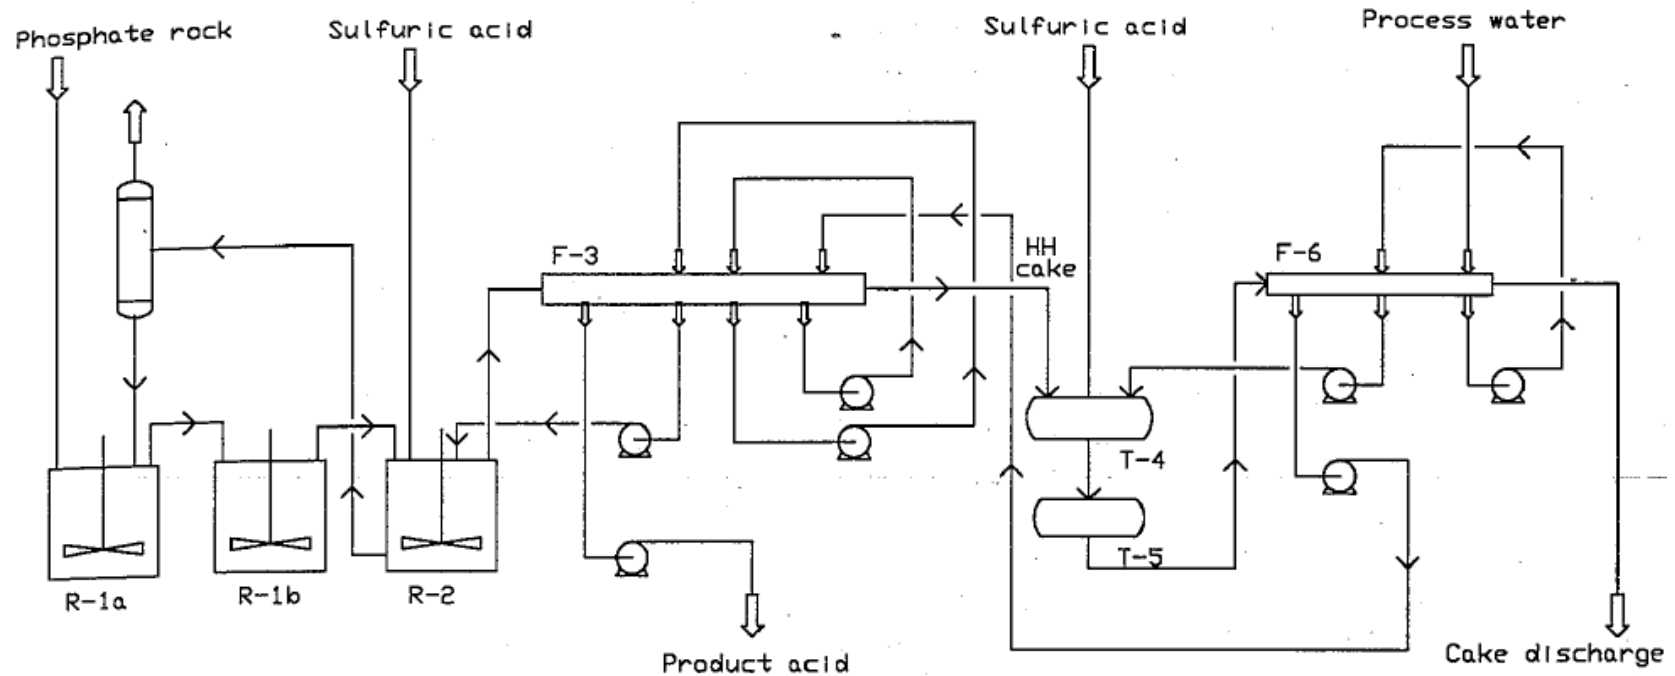 Phosphate rock
Sulfuric acid
Sulfuric acid
Process water
F-3
HH
cake
F-6
T-4
T-5
R-1a
R-1b
R-2
Product acid
Cake discharge